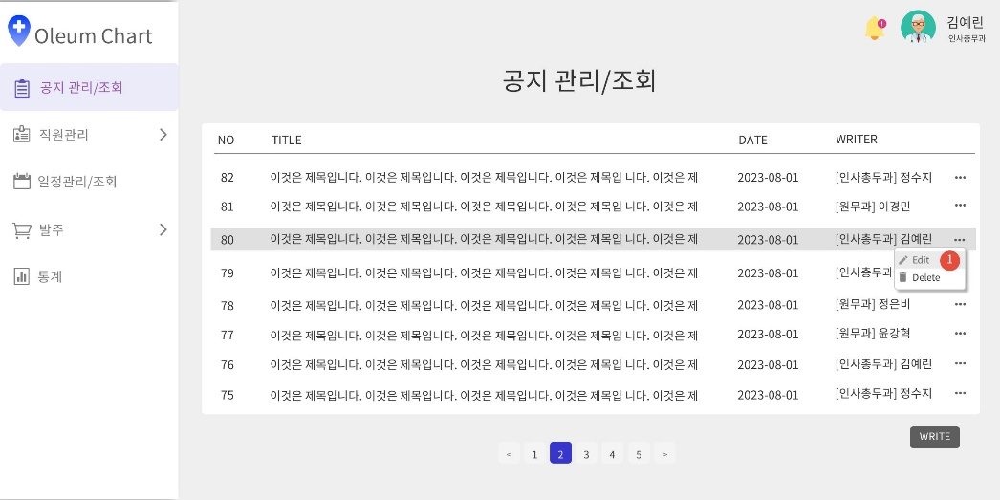 Oleum Chart
김예린
인사총무과
공지 관리/조회
직원관리
일정관리/조회
발주
통계
공지 관리/조회
NO TITLE DATE WRITER
82 이것은 제목입니다. 이것은 제목입니다. 이것은 제목입니다. 이것은 제목입 니다. 이것은 제 2023-08-01 [인사총무과] 정수지 •••
81 이것은 제목입니다. 이것은 제목입니다. 이것은 제목입니다. 이것은 제목입 니다. 이것은 제 2023-08-01 [원무과] 이경민 •••
80 이것은 제목입니다. 이것은 제목입니다. 이것은 제목입니다. 이것은 제목입 니다. 이것은 제 2023-08-01 [인사총무과] 김예린 •••
Edit 1
Delete
79 이것은 제목입니다. 이것은 제목입니다. 이것은 제목입니다. 이것은 제목입 니다. 이것은 제 2023-08-01 [인사총무과
78 이것은 제목입니다. 이것은 제목입니다. 이것은 제목입니다. 이것은 제목입 니다. 이것은 제 2023-08-01 [원무과] 정은비 •••
77 이것은 제목입니다. 이것은 제목입니다. 이것은 제목입니다. 이것은 제목입 니다. 이것은 제 2023-08-01 [원무과] 윤강혁 •••
76 이것은 제목입니다. 이것은 제목입니다. 이것은 제목입니다. 이것은 제목입 니다. 이것은 제 2023-08-01 [인사총무과] 김예린 •••
75 이것은 제목입니다. 이것은 제목입니다. 이것은 제목입니다. 이것은 제목입 니다. 이것은 제 2023-08-01 [인사총무과] 정수지 •••
WRITE
< 1 2 3 4 5 >